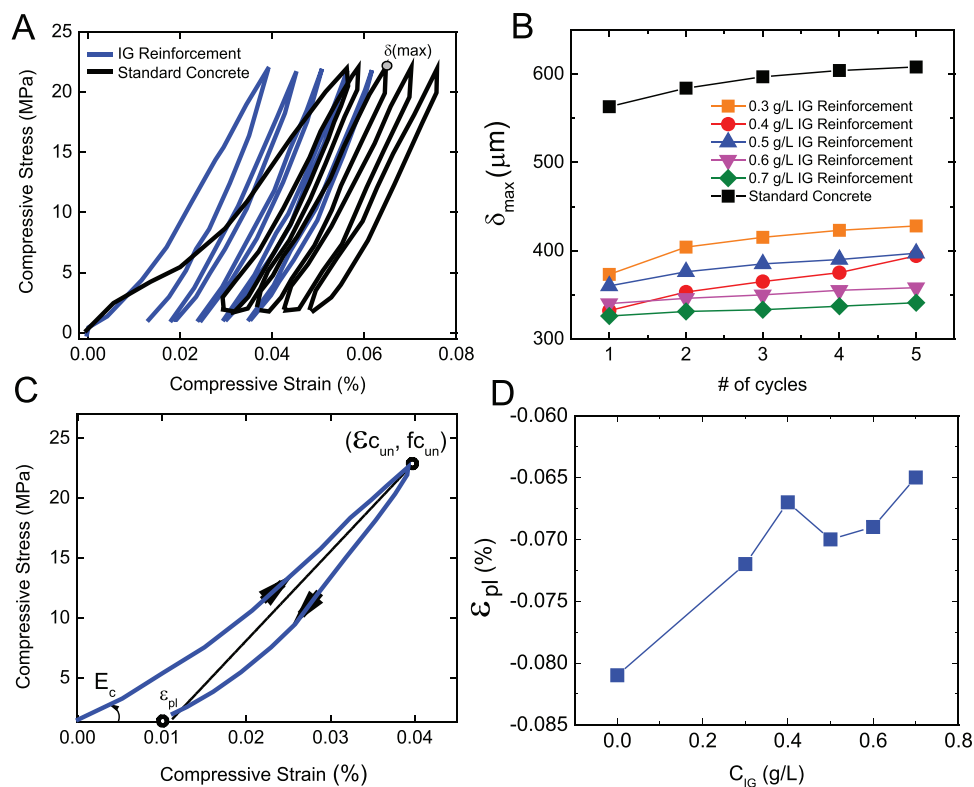 A
25
20
15
10
5
0
Compressive Stress (MPa)
IG Reinforcement
Standard Concrete
δ(max)
0.00
0.02
0.04
0.06
0.08
Compressive Strain (%)
B
600
500
400
300
δmax (μm)
0.3 g/L IG Reinforcement
0.4 g/L IG Reinforcement
0.5 g/L IG Reinforcement
0.6 g/L IG Reinforcement
0.7 g/L IG Reinforcement
Standard Concrete
1
2
3
4
5
# of cycles
C
25
20
15
10
5
Compressive Stress (MPa)
(εcun, fcun)
Ec
εpl
0.00
0.01
0.02
0.03
0.04
Compressive Strain (%)
D
-0.060
-0.065
-0.070
-0.075
-0.080
-0.085
εpl (%)
0.0
0.2
0.4
0.6
0.8
CIG (g/L)